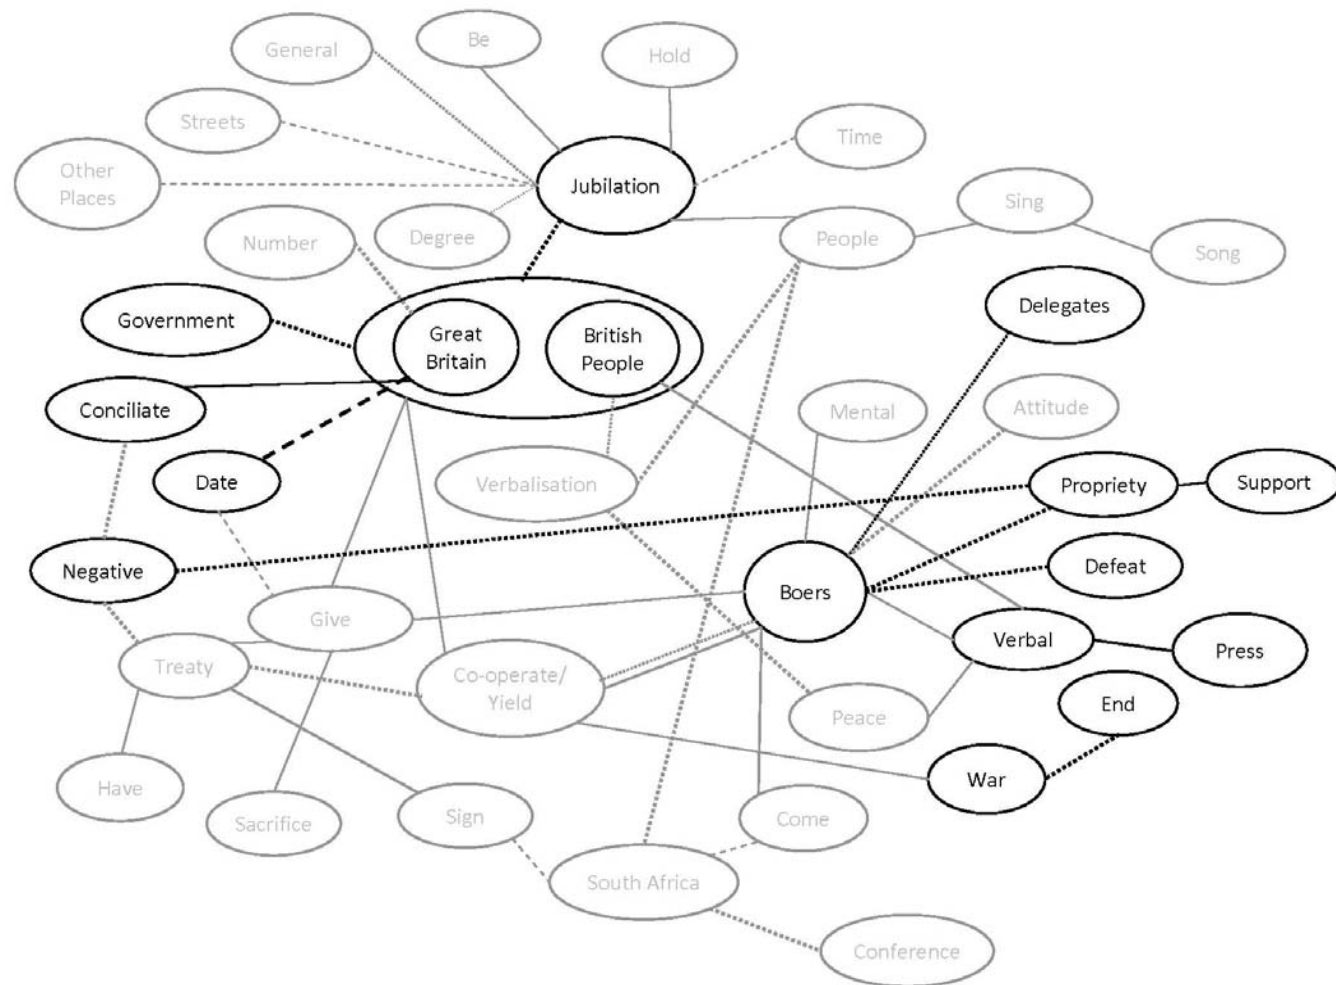 General
Be
Hold
Streets
Time
Other
Places
Jubilation
Sing
Number
Degree
People
Song
Delegates
Government
Great
Britain
British
People
Conciliate
Mental
Attitude
Date
Verbalisation
Propriety
Support
Negative
Boers
Defeat
Give
Verbal
Press
Treaty
Co-operate/
Yield
Peace
End
War
Have
Sacrifice
Sign
Come
South Africa
Conference